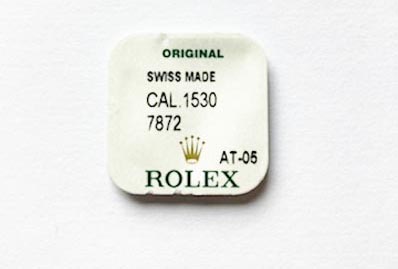 ORIGINAL
SWISS MADE
CAL.1530
7872
AT-05
ROLEX